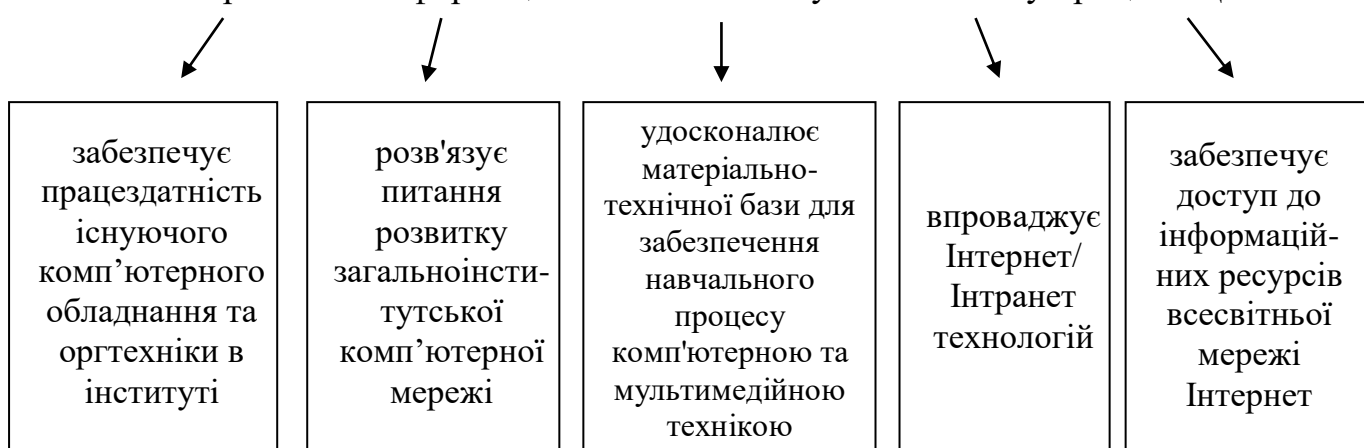 забезпечує
працездатність
існуючого
комп’ютерного
обладнання та
оргтехніки в
інституті
розв'язує
питання
розвитку
загальноінсти-
тутської
комп’ютерної
мережі
удосконалює
матеріально-
технічної бази для
забезпечення
навчального
процесу
комп'ютерною та
мультимедійною
технікою
впроваджує
Інтернет/
Інтранет
технологій
забезпечує
доступ до
інформацій-
них ресурсів
всесвітньої
мережі
Інтернет